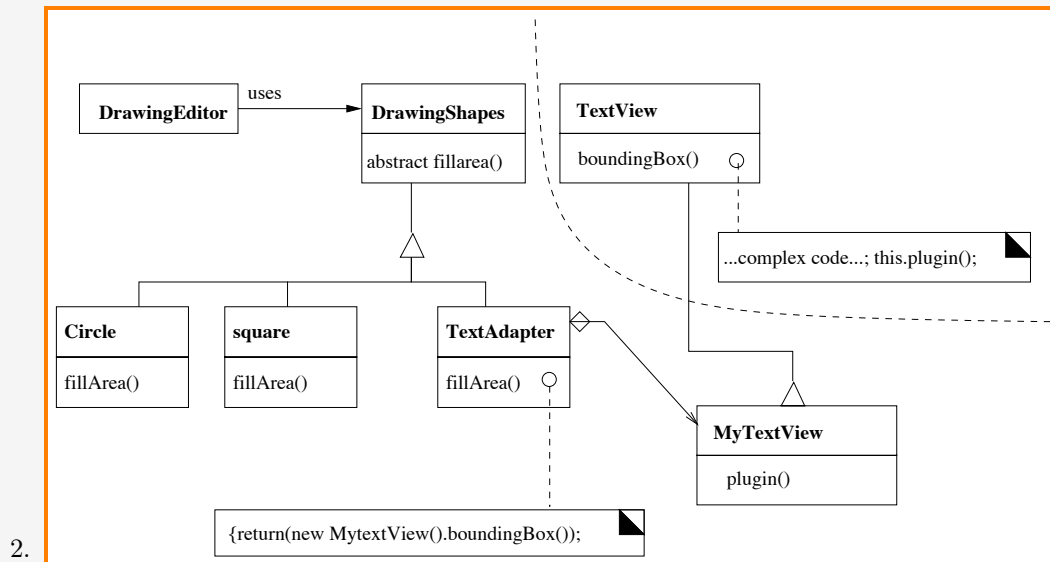 uses
DrawingEditor
DrawingShapes
abstract fillarea()
TextView
boundingBox()
...complex code...; this.plugin();
Circle
fillArea()
square
fillArea()
TextAdapter
fillArea()
MyTextView
plugin()
{return(new MytextView().boundingBox());
2.